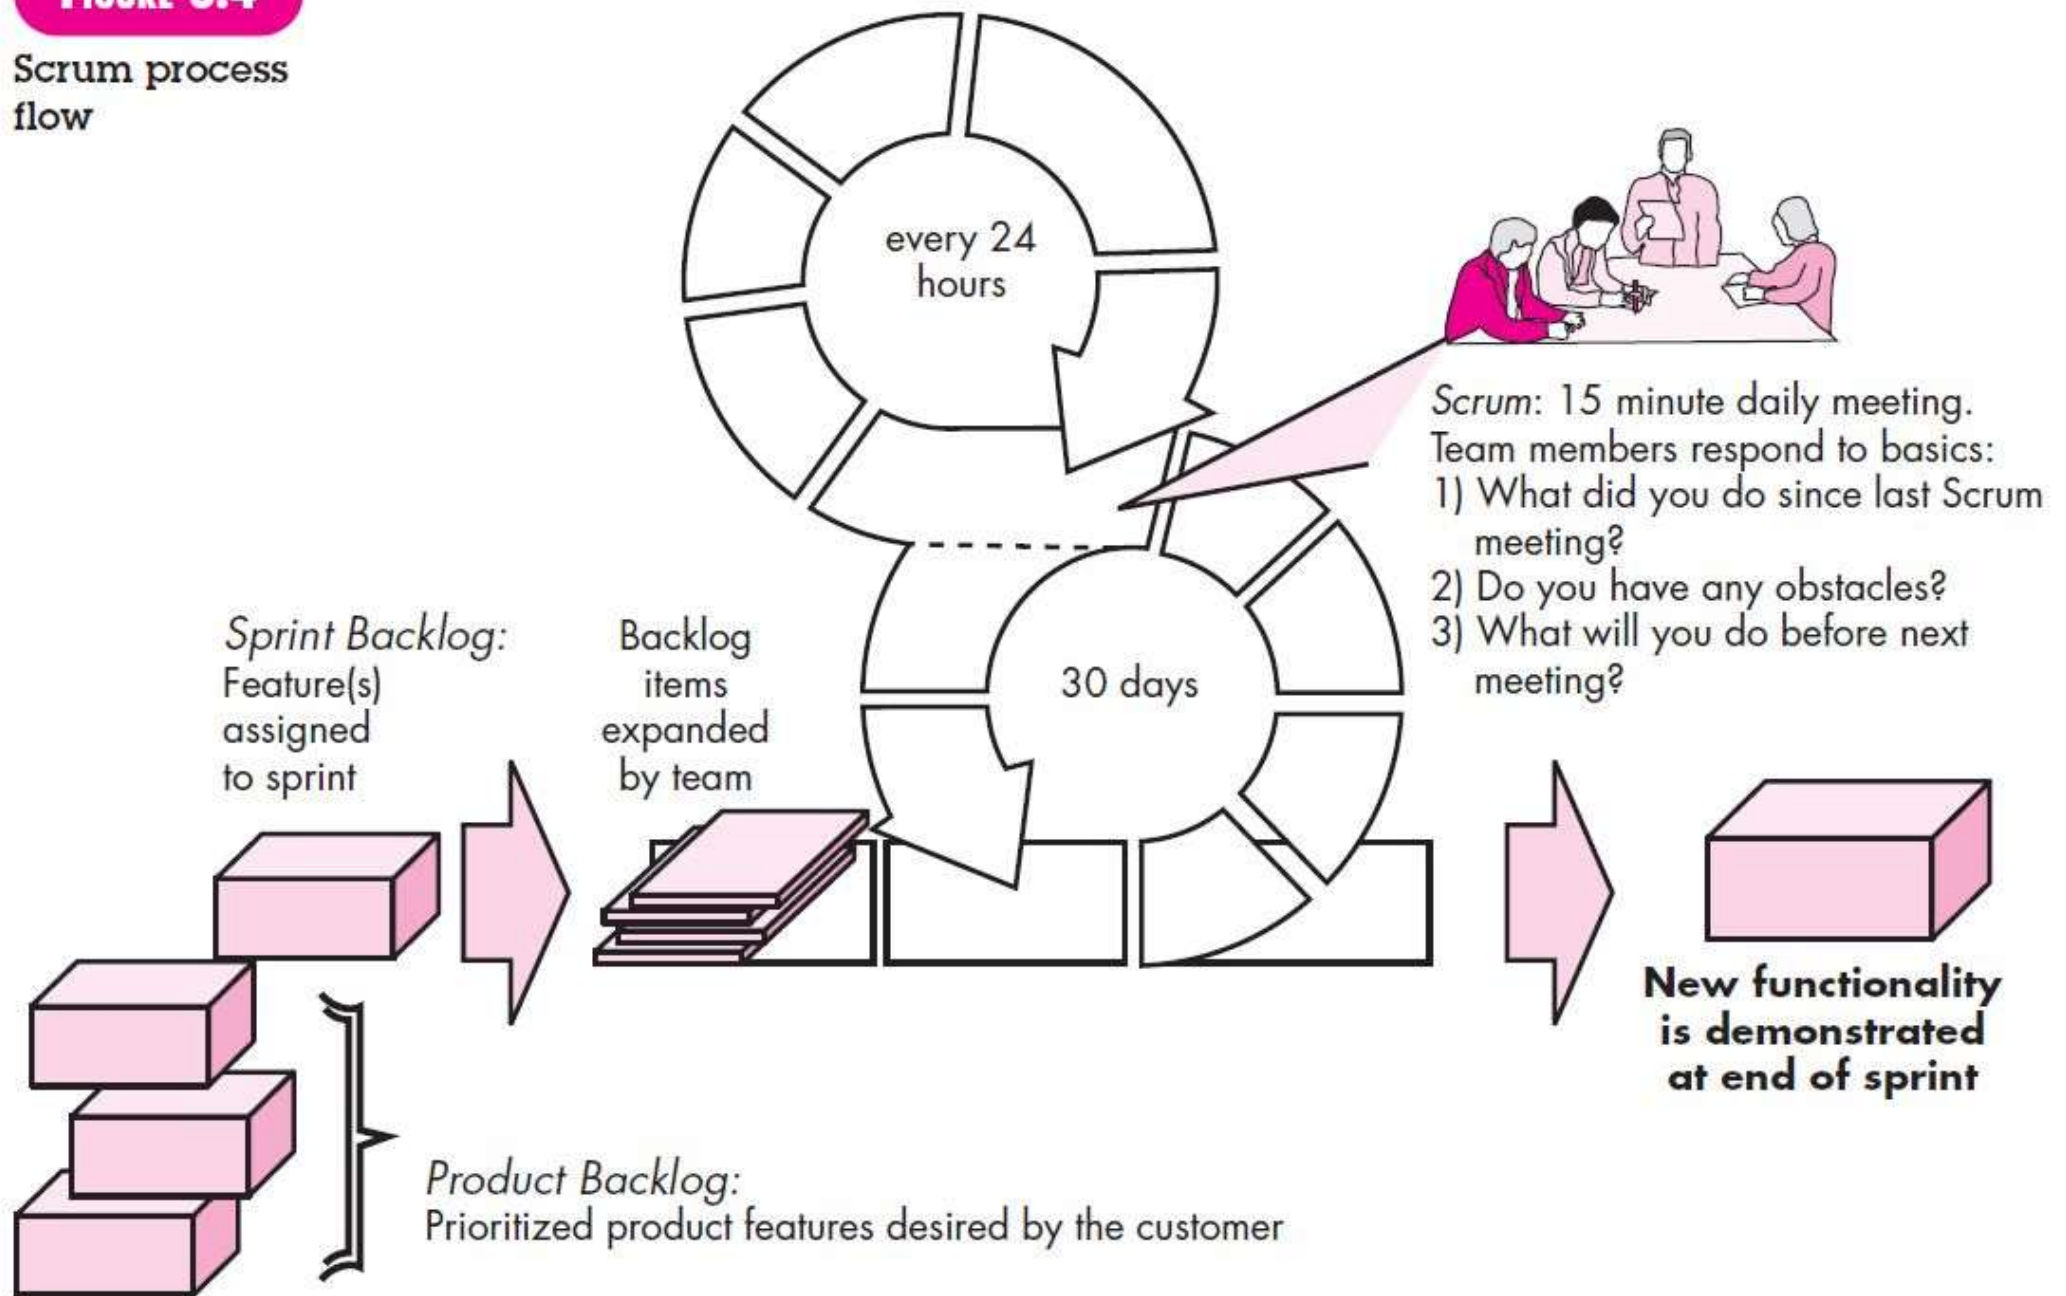 FIGURE 3.4
Scrum process
flow
every 24
hours
Scrum: 15 minute daily meeting.
Team members respond to basics:
1) What did you do since last Scrum
meeting?
2) Do you have any obstacles?
3) What will you do before next
meeting?
Sprint Backlog:
Feature(s)
assigned
to sprint
Backlog
items
expanded
by team
30 days
New functionality
is demonstrated
at end of sprint
Product Backlog:
Prioritized product features desired by the customer